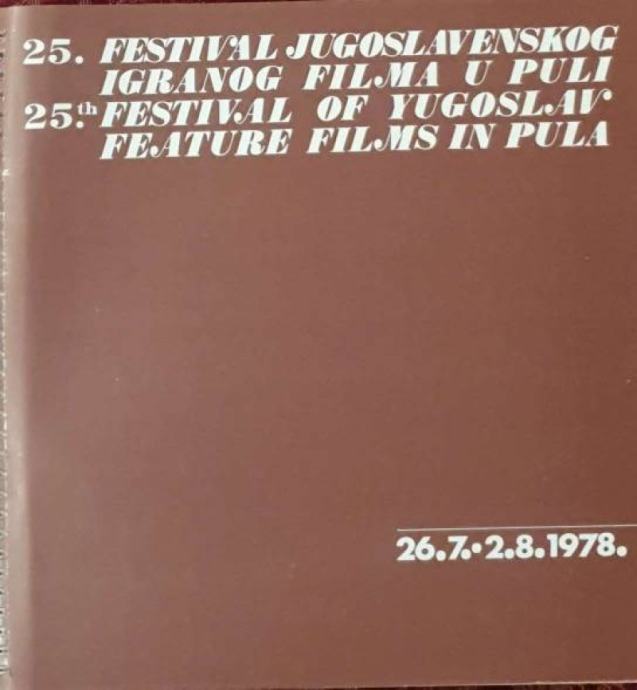 25. FESTIVAL JUGOSLAVENSKOG
IGRANOG FILMA U PULI
25.th FESTIVAL OF YUGOSLAV
FEATURE FILMS IN PULA
26.7.•2.8.1978.